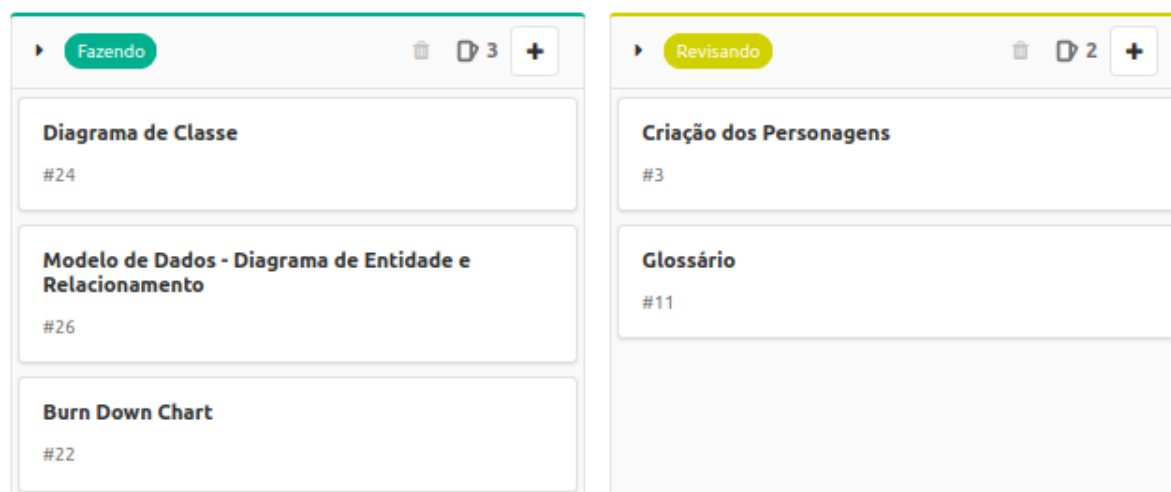 Fazendo
3
Diagrama de Classe
#24
Modelo de Dados - Diagrama de Entidade e
Relacionamento
#26
Burn Down Chart
#22
Revisando
2
Criação dos Personagens
#3
Glossário
#11